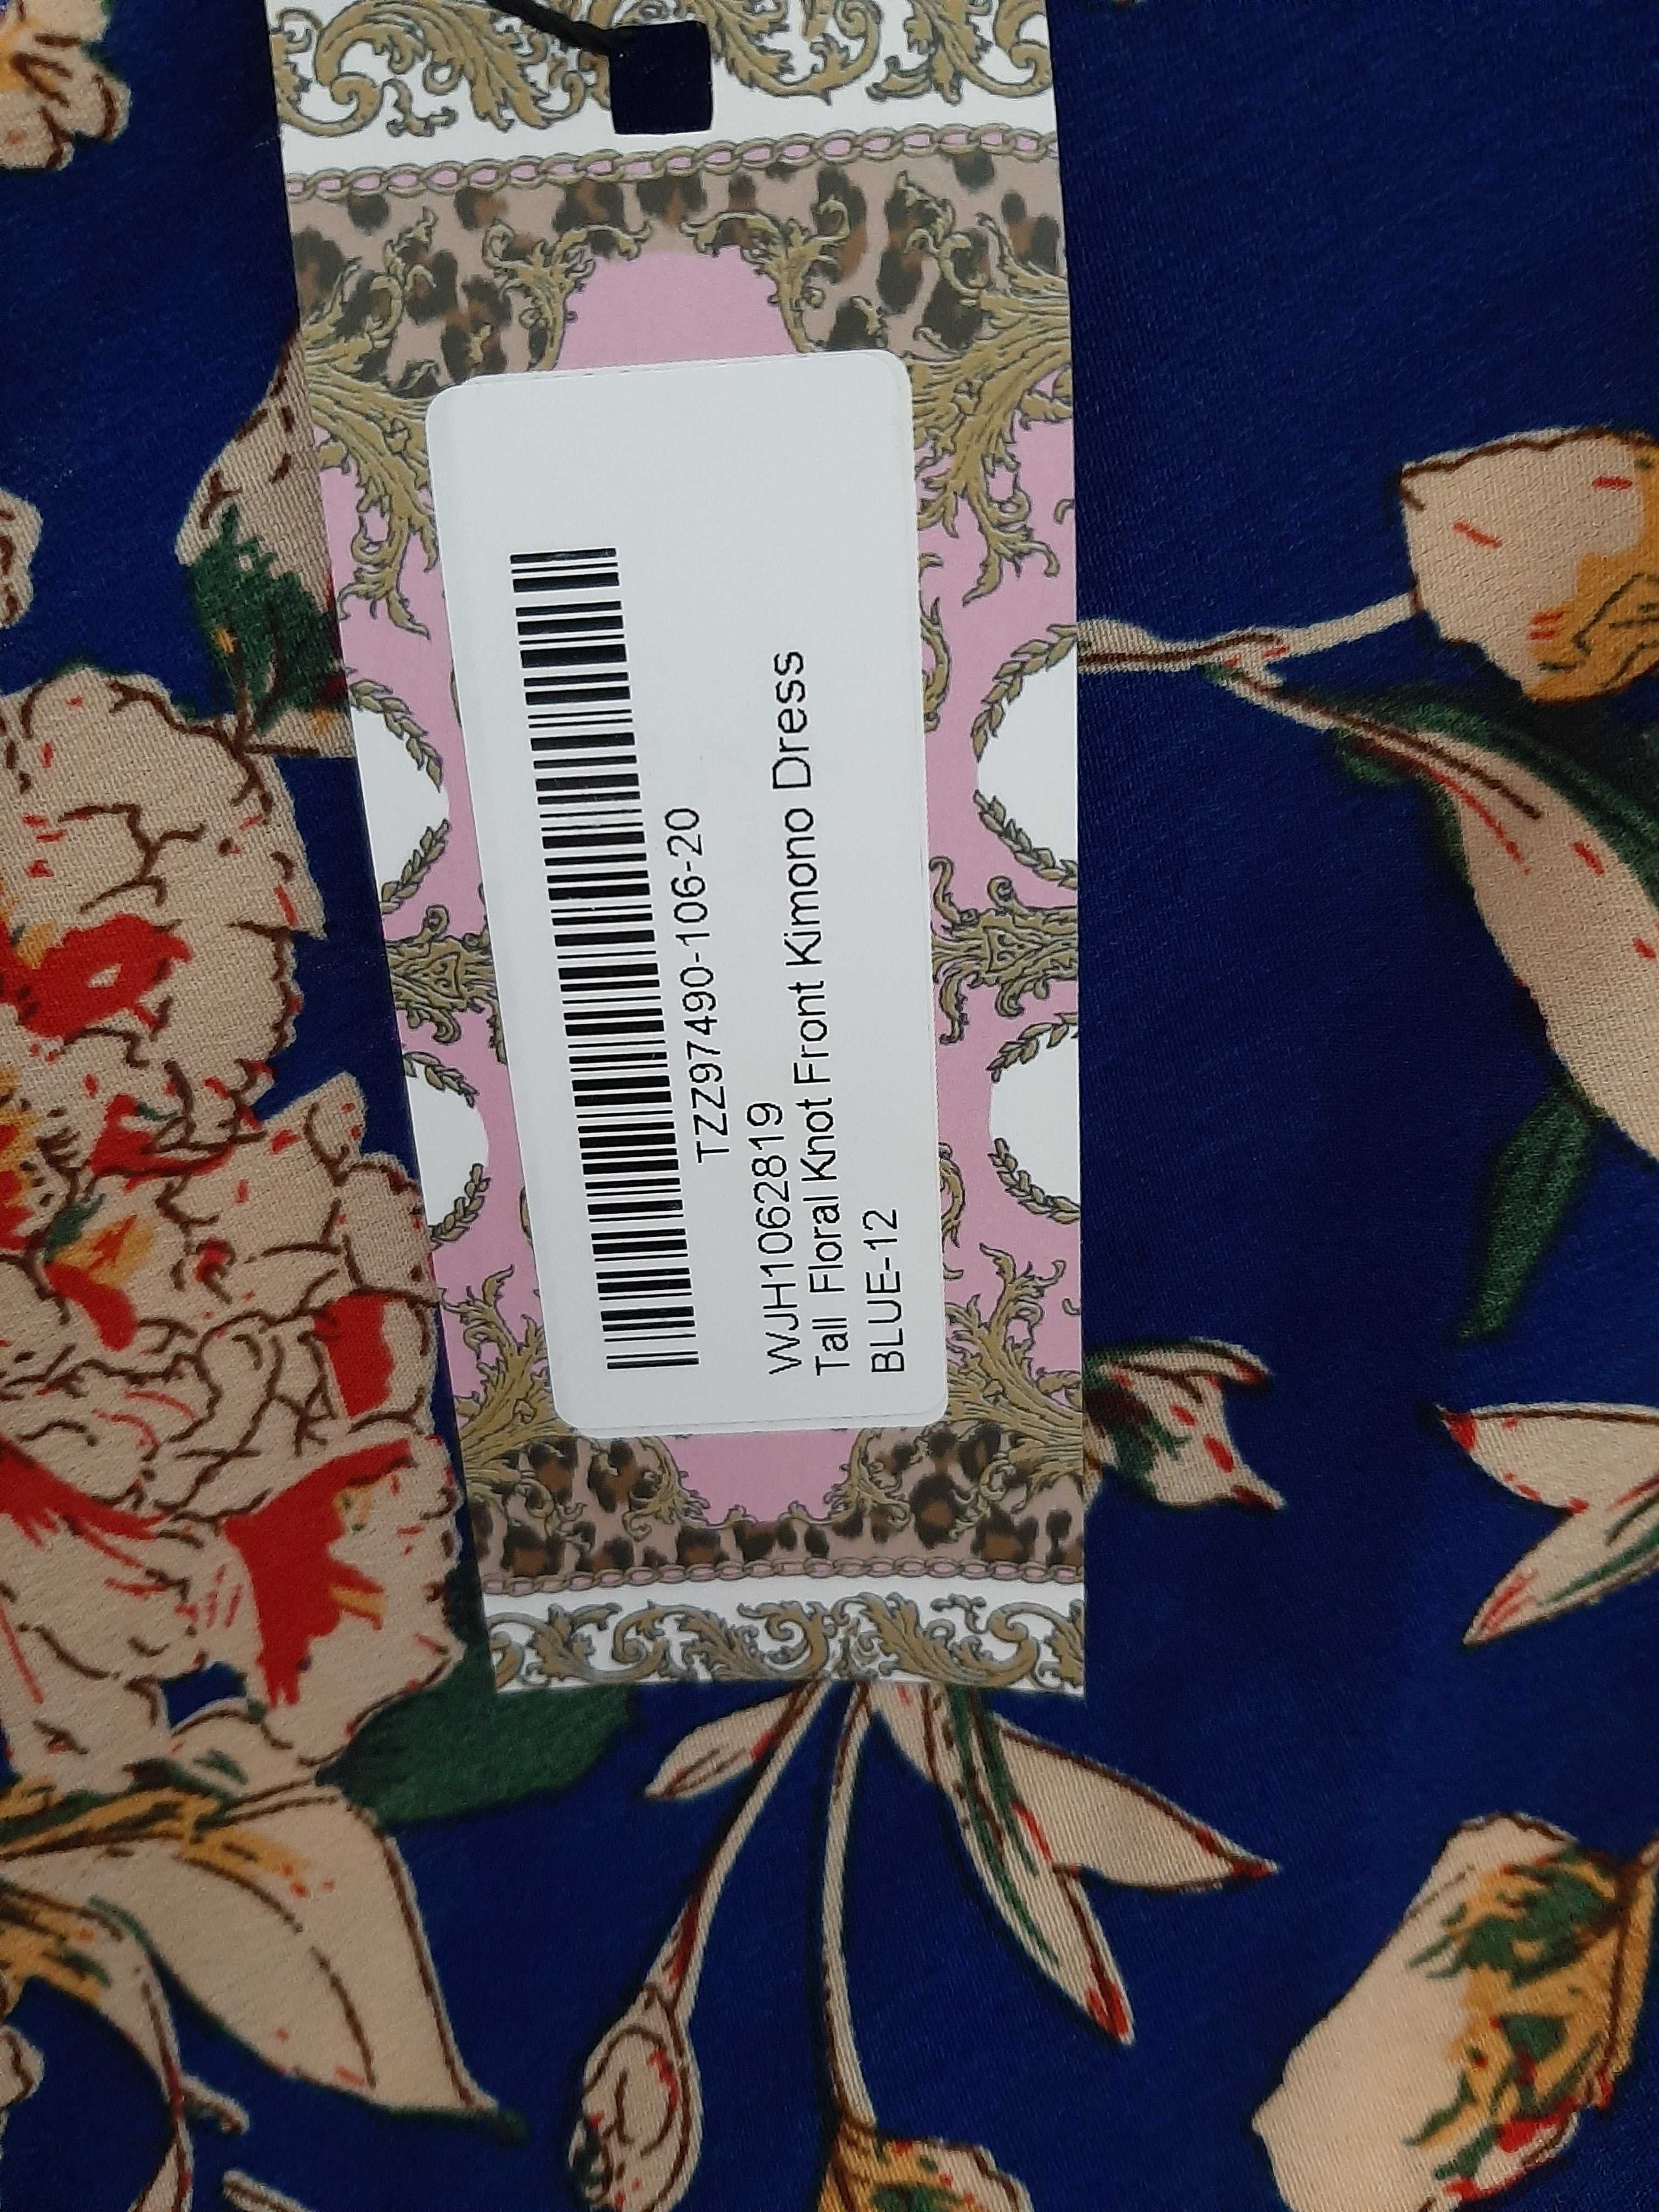 TZZ97490-106-20
WJH1062819
Tall Floral Knot Front Kimono Dress
BLUE-12